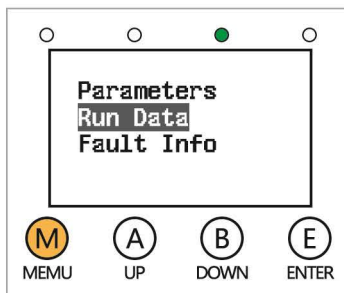 Parameters
Run Data
Fault Info
M A B E
MEMU UP DOWN ENTER